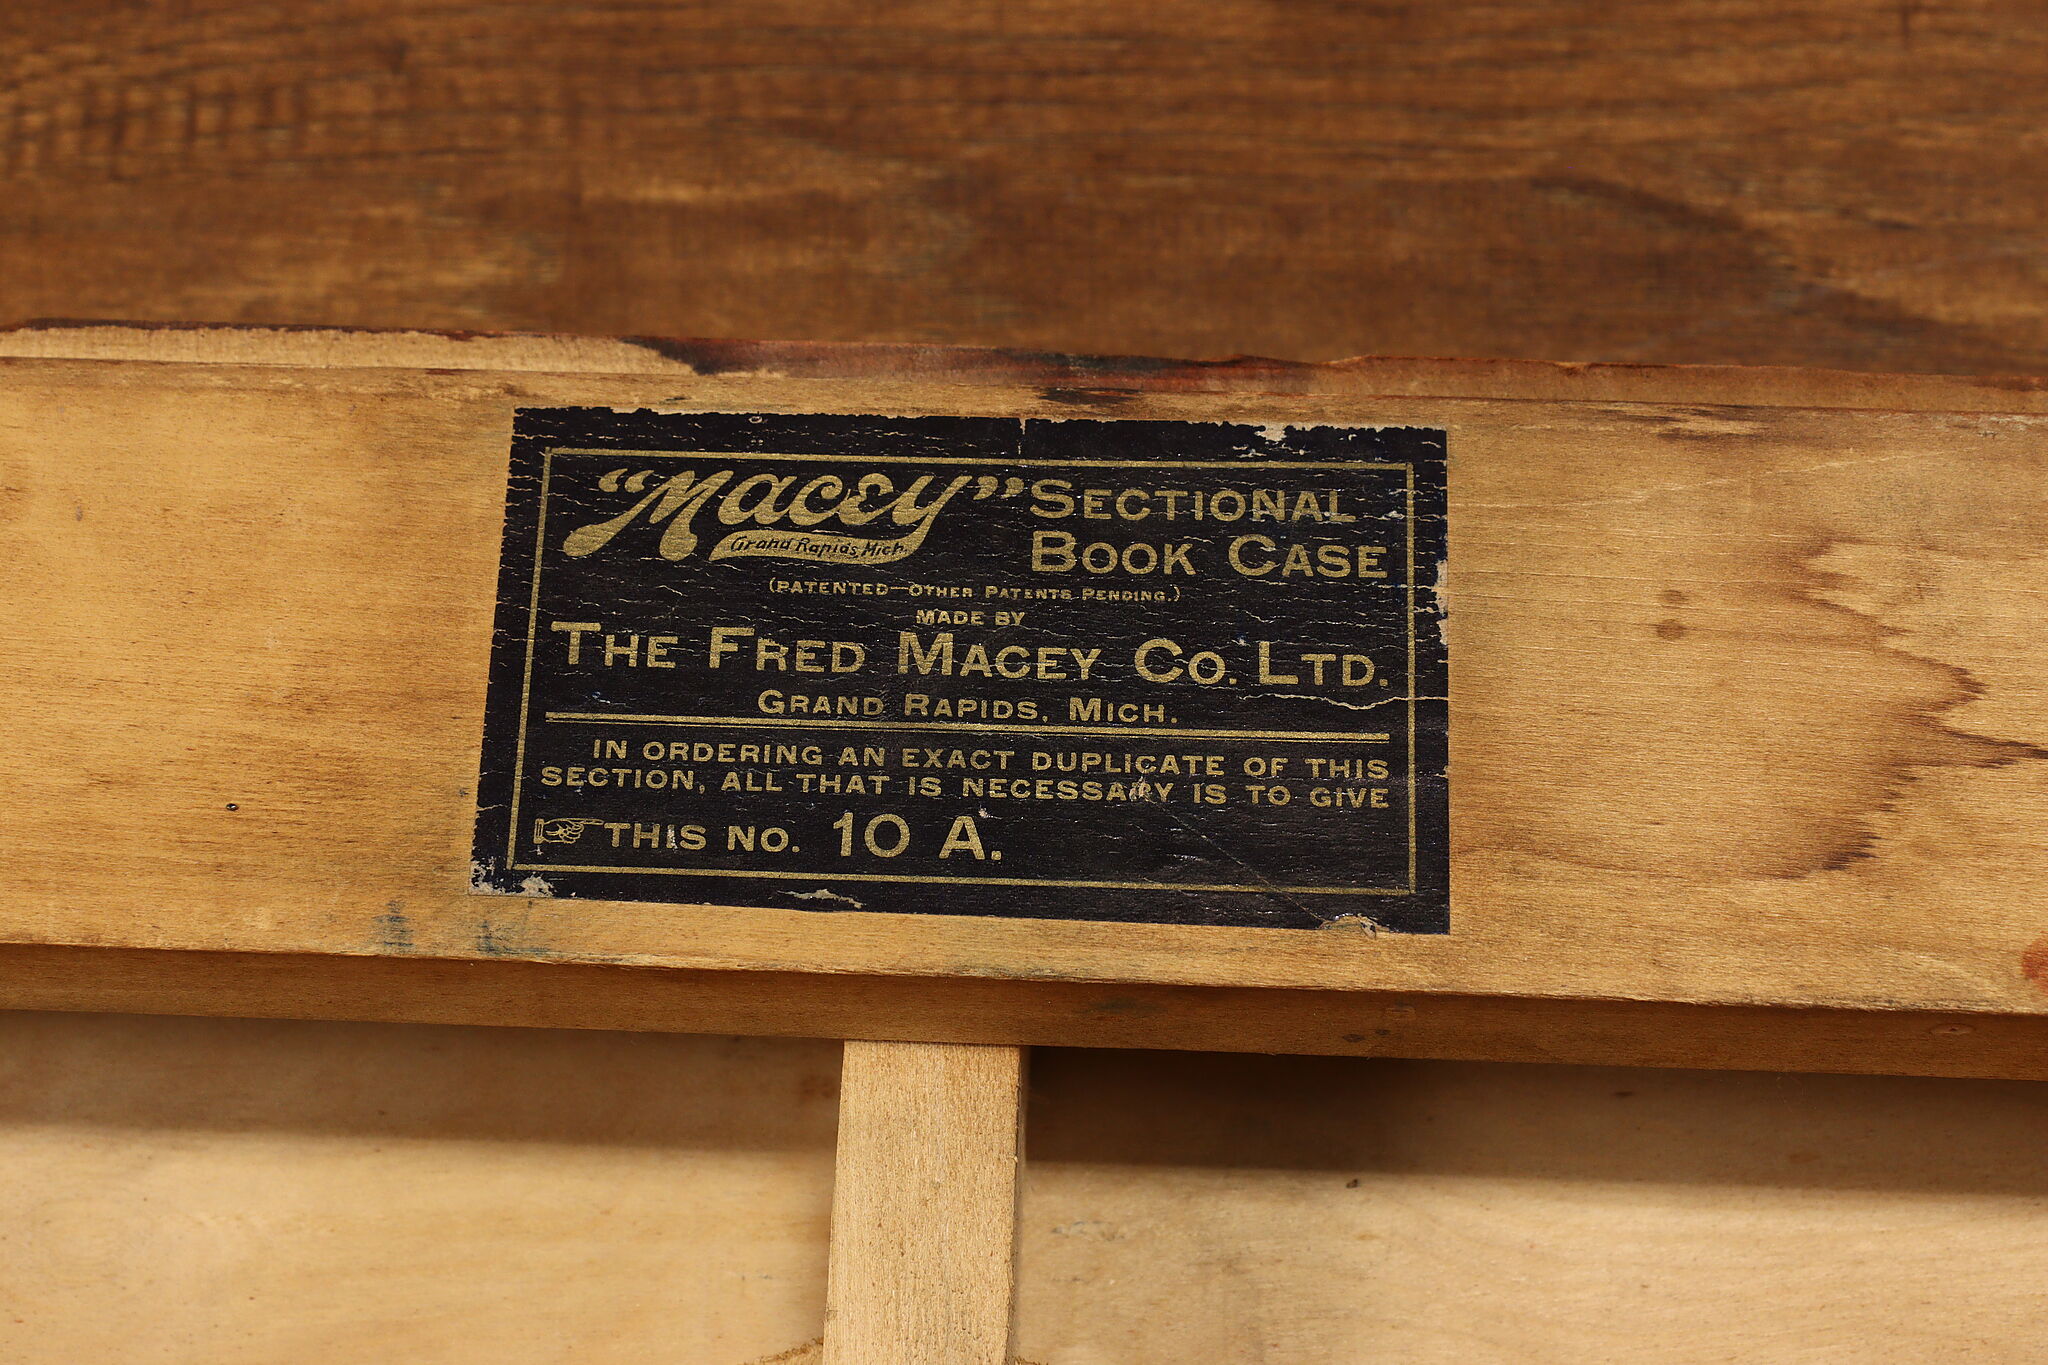 “Macey” SECTIONAL
Grand Rapids, Mich. BOOK CASE
(PATENTED—OTHER PATENTS PENDING.)
MADE BY
THE FRED MACEY CO. LTD.
GRAND RAPIDS, MICH.
IN ORDERING AN EXACT DUPLICATE OF THIS
SECTION, ALL THAT IS NECESSARY IS TO GIVE
THIS NO. 10 A.